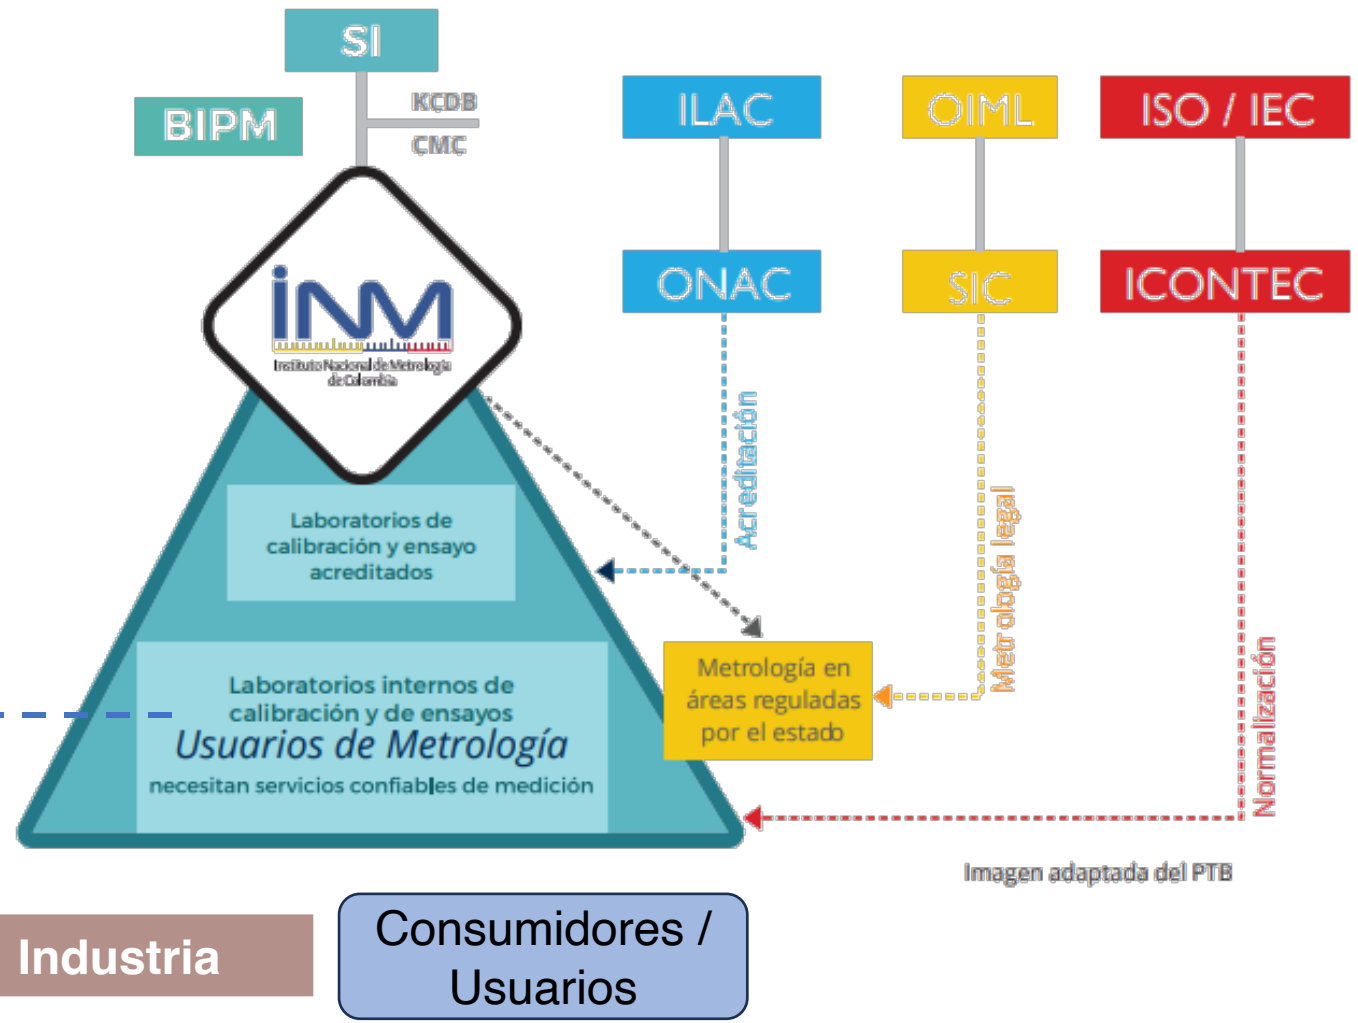 SI
BIPM
KCDB
CMC
ILAC
OIML
ISO / IEC
ONAC
SIC
ICONTEC
iNM
Instituto Nacional de Metrología
de Colombia
Acreditación
Metrología legal
Normalización
Laboratorios de
calibración y ensayo
acreditados
Laboratorios internos de
calibración y de ensayos
Usuarios de Metrología
necesitan servicios confiables de medición
Metrología en
áreas reguladas
por el estado
Imagen adaptada del PTB
Industria
Consumidores /
Usuarios